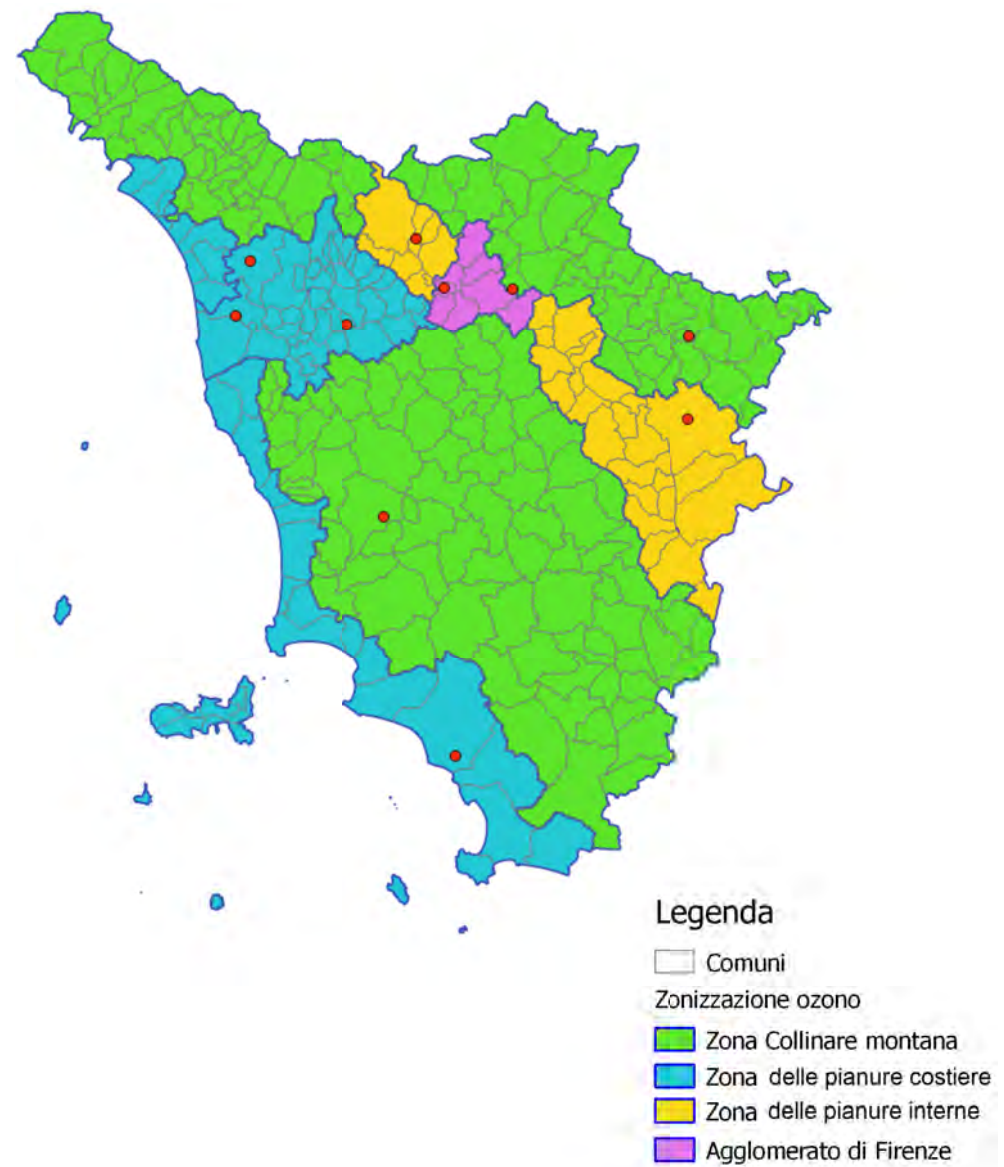 Legenda
Comuni
Zonizzazione ozono
Zona Collinare montana
Zona delle pianure costiere
Zona delle pianure interne
Agglomerato di Firenze